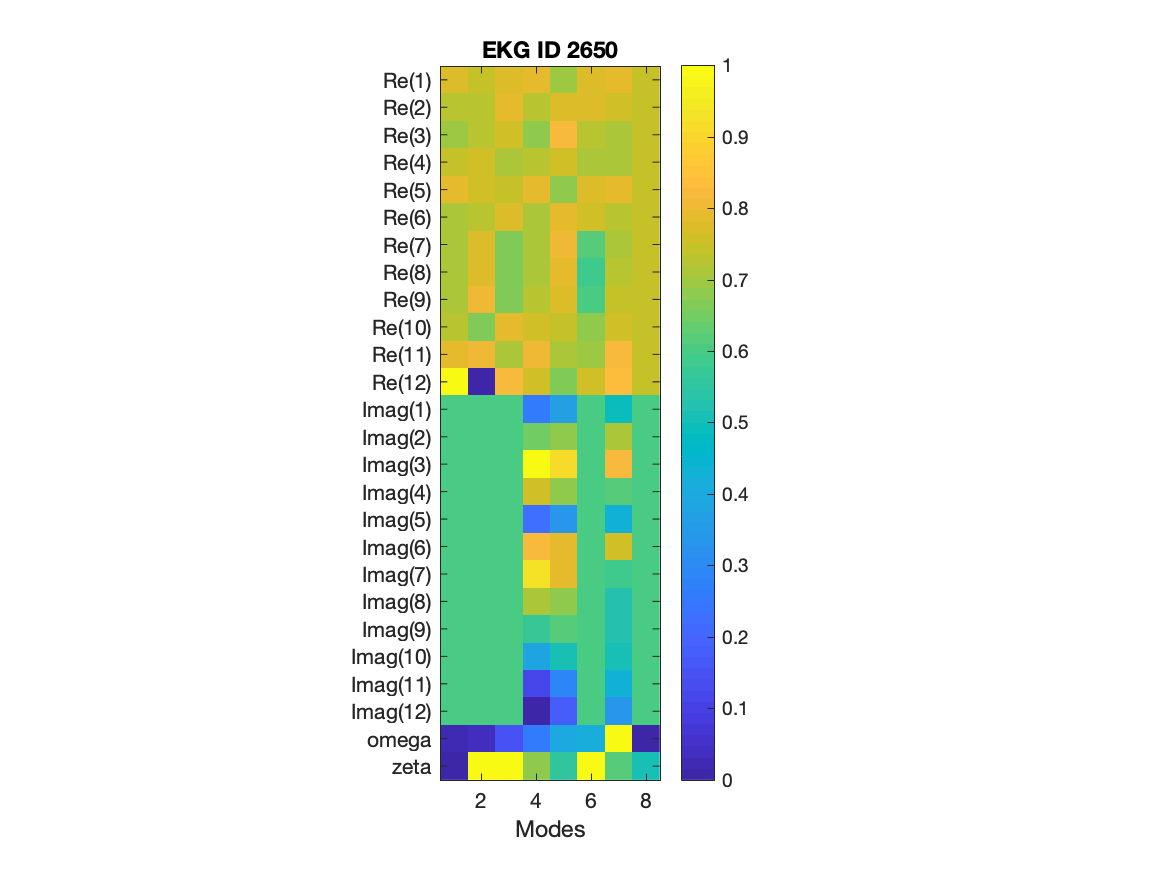 EKG ID 2650
Re(1)
Re(2)
Re(3)
Re(4)
Re(5)
Re(6)
Re(7)
Re(8)
Re(9)
Re(10)
Re(11)
Re(12)
Imag(1)
Imag(2)
Imag(3)
Imag(4)
Imag(5)
Imag(6)
Imag(7)
Imag(8)
Imag(9)
Imag(10)
Imag(11)
Imag(12)
omega
zeta
2 4 6 8
Modes
1
0.9
0.8
0.7
0.6
0.5
0.4
0.3
0.2
0.1
0